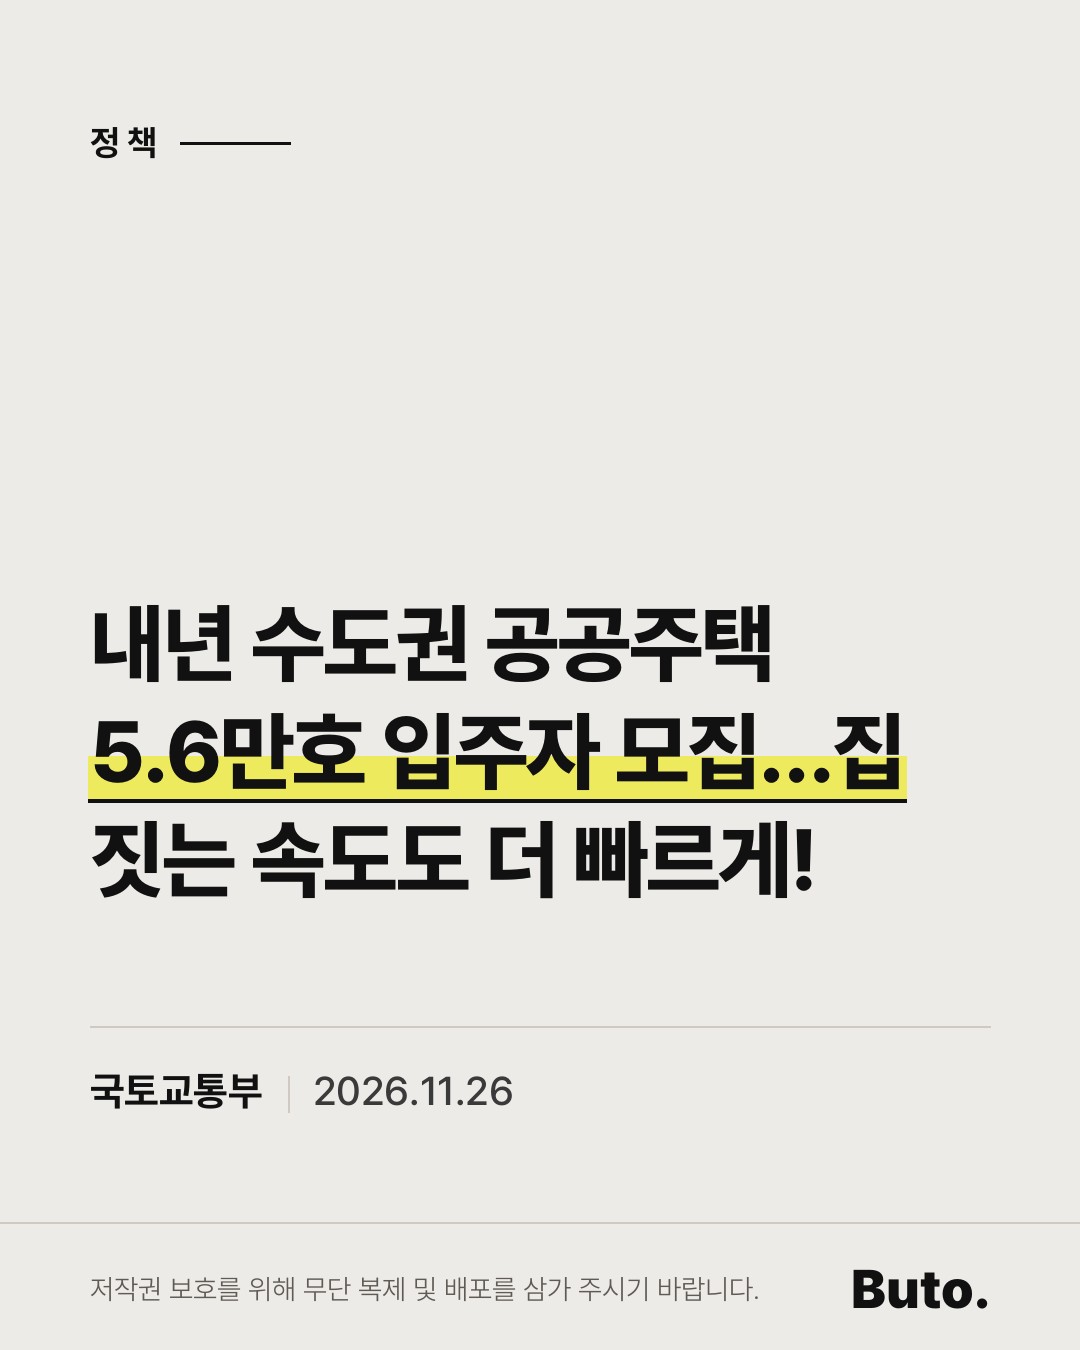 정책
내년 수도권 공공주택
5.6만호 입주자 모집...집
짓는 속도도 더 빠르게!
국토교통부 | 2026.11.26
저작권 보호를 위해 무단 복제 및 배포를 삼가 주시기 바랍니다.
Buto.